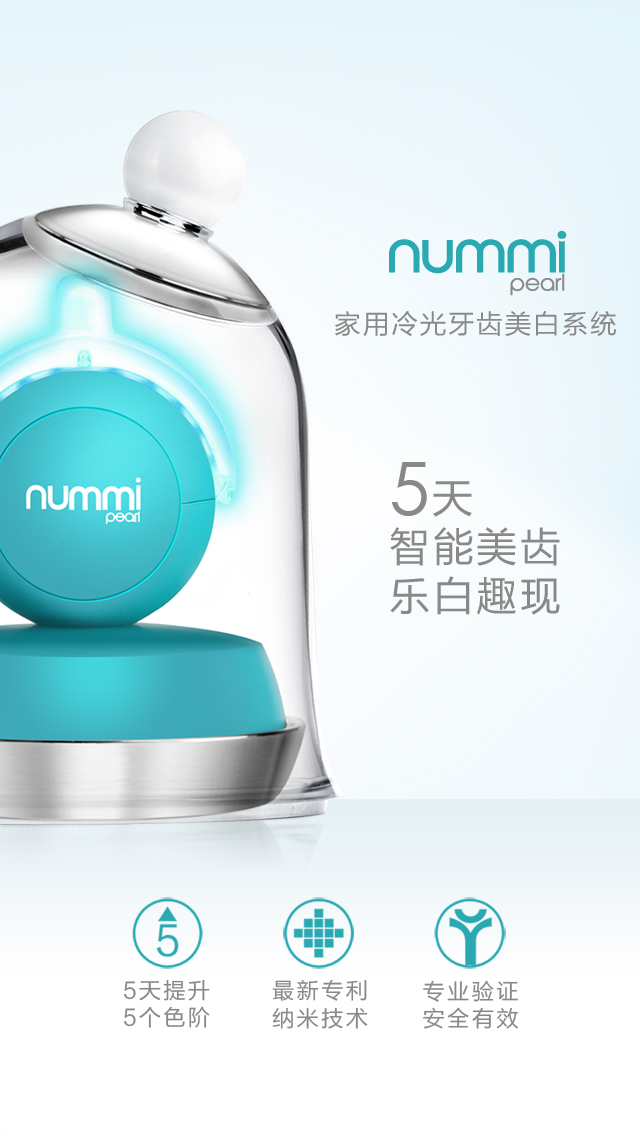 nummi
pearl
家用冷光牙齿美白系统
nummi
pearl
5天
智能美齿
乐白趣现
5
5天提升
5个色阶
最新专利
纳米技术
专业验证
安全有效